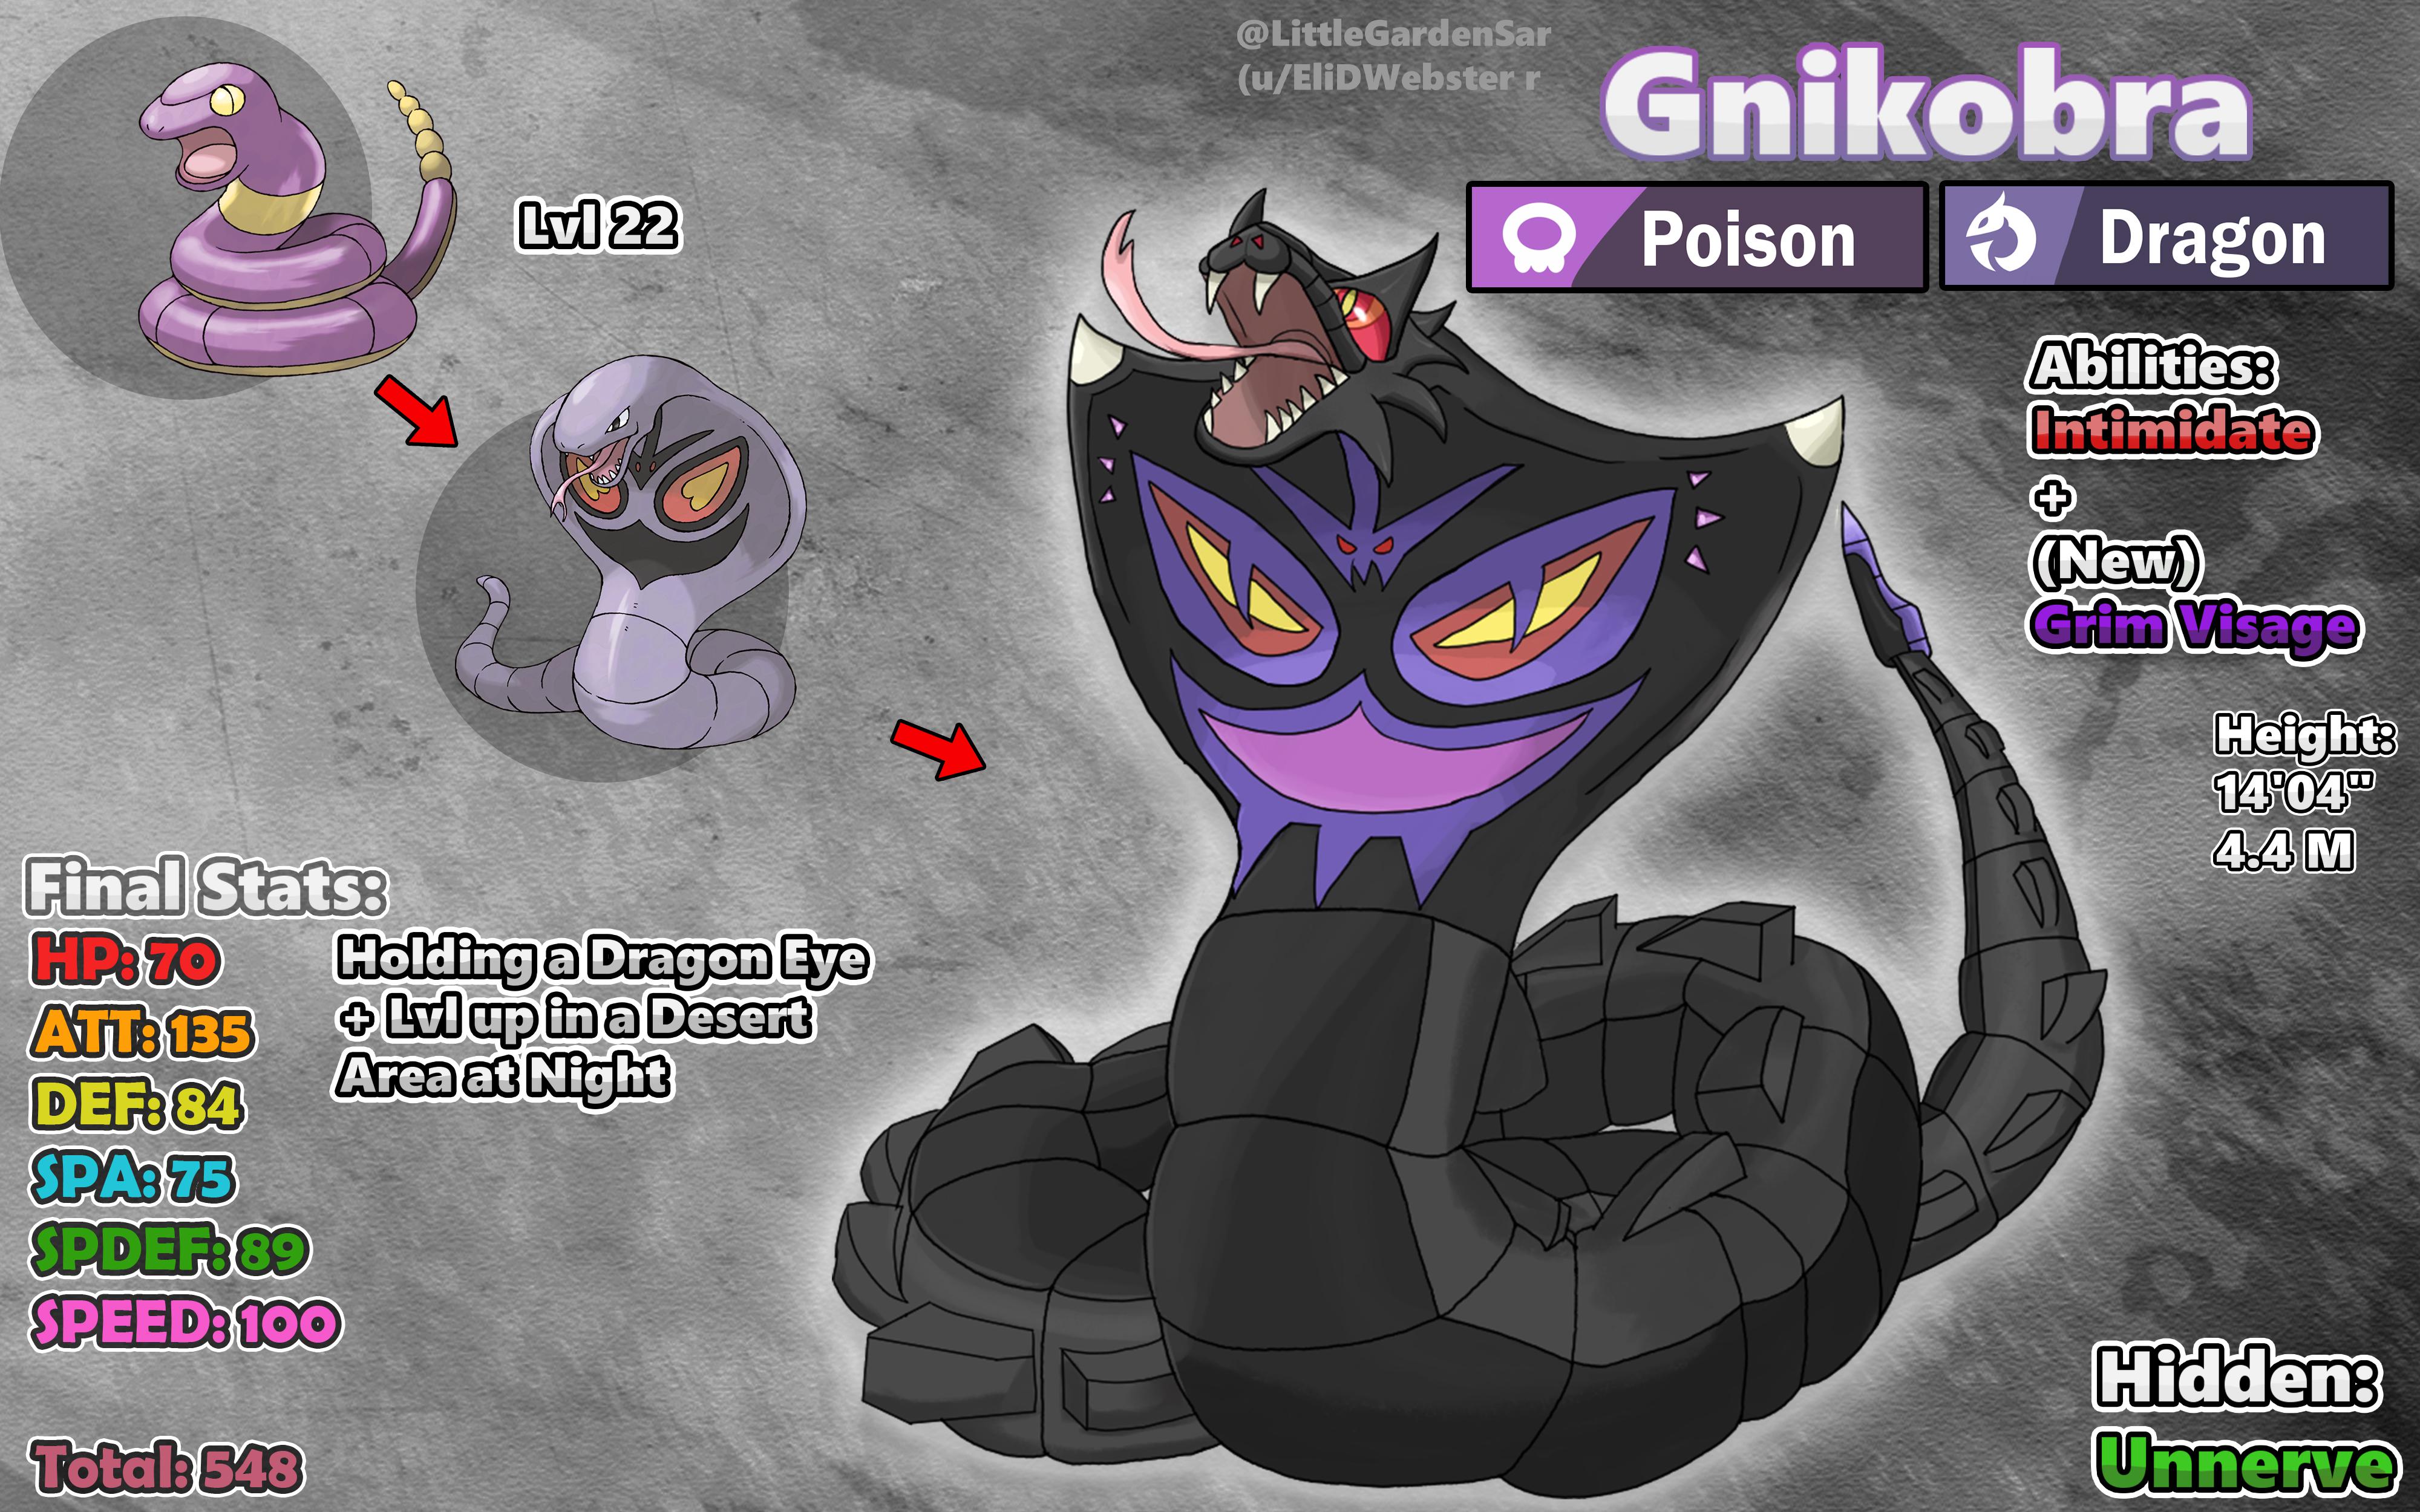 @LittleGardenSar
(u/EliDWebster r
Gnikobra
Poison
Dragon
Lvl 22
Abilities:
Intimidate
+
(New)
Grim Visage
Height:
14'04"
4.4 M
Final Stats:
HP: 70
ATT: 135
DEF: 84
SPA: 75
SPDEF: 89
SPEED: 100
Total: 548
Holding a Dragon Eye
+ Lvl up in a Desert
Area at Night
Hidden:
Unnerve